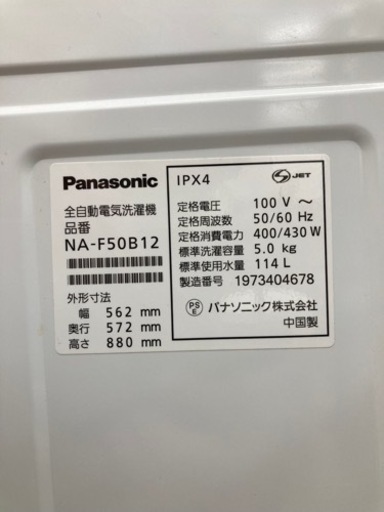 Panasonic
全自動電気洗濯機
品番
NA-F50B12
外形寸法
幅 562 mm
奥行 572 mm
高さ 880 mm
IPX4
S JET
定格電圧 100 V ～
定格周波数 50/60 Hz
定格消費電力 400/430 W
標準洗濯容量 5.0 kg
標準使用水量 114 L
製造番号 1973404678
PS E パナソニック株式会社
中国製